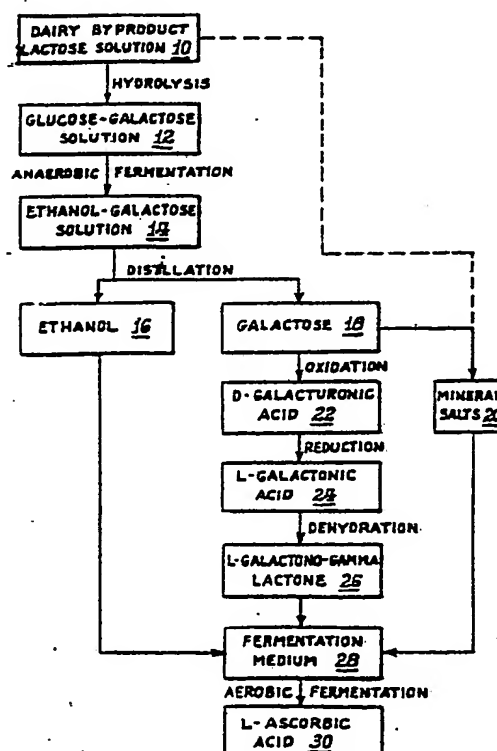 DAIRY BYPRODUCT
LACTOSE SOLUTION 10
HYDROLYSIS
GLUCOSE-GALACTOSE
SOLUTION 12
ANAEROBIC FERMENTATION
ETHANOL-GALACTOSE
SOLUTION 14
DISTILLATION
ETHANOL 16
GALACTOSE 18
OXIDATION
D-GALACTURONIC
ACID 22
MINERAL
SALTS 20
REDUCTION
L-GALACTONIC
ACID 24
DEHYDRATION
L-GALACTONO-GAMMA
LACTONE 26
FERMENTATION
MEDIUM 28
AEROBIC FERMENTATION
L-ASCORBIC
ACID 30